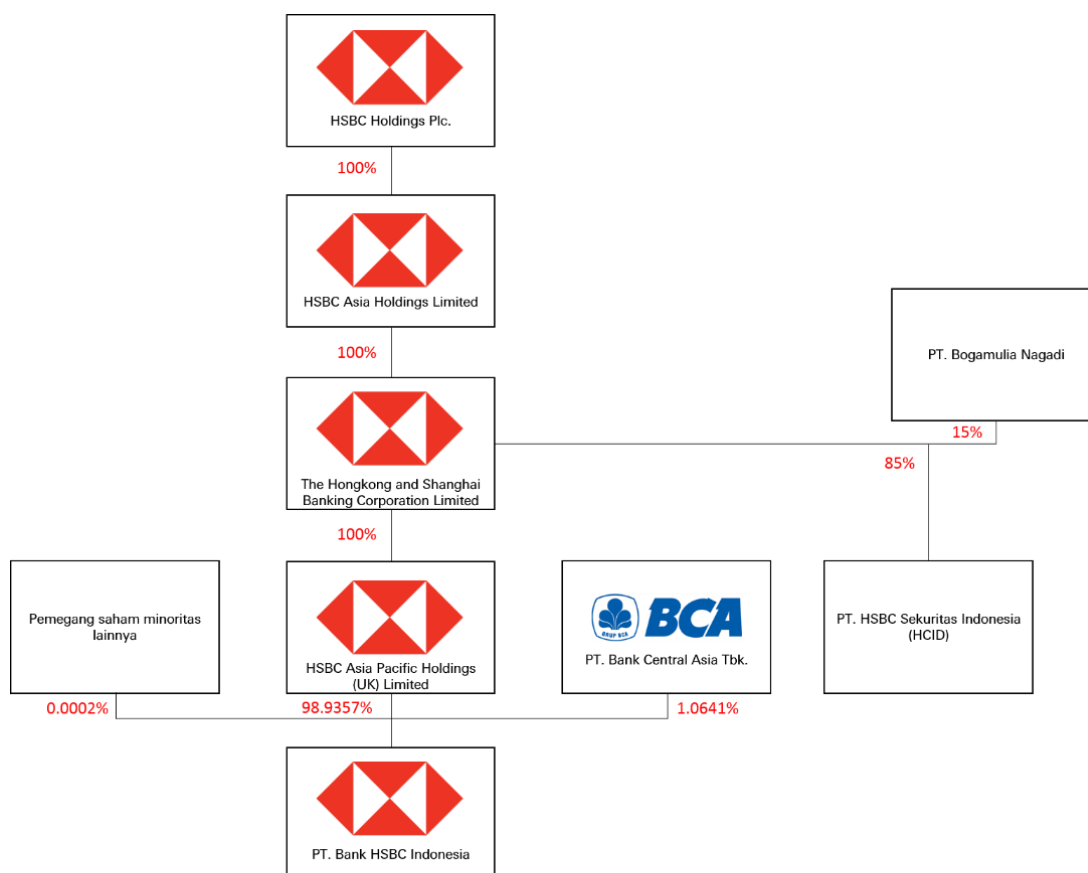 HSBC Holdings Plc.
100%
HSBC Asia Holdings Limited
100%
PT. Bogamulia Nagadi
15%
The Hongkong and Shanghai
Banking Corporation Limited
85%
100%
Pemegang saham minoritas
lainnya
HSBC Asia Pacific Holdings
(UK) Limited
GRUP BCA
BCA
PT. Bank Central Asia Tbk.
PT. HSBC Sekuritas Indonesia
(HCID)
0.0002%
98.9357%
1.0641%
PT. Bank HSBC Indonesia